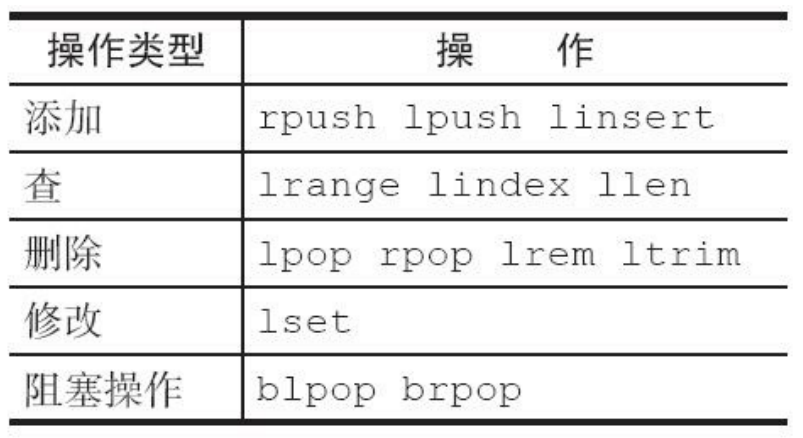 操作类型 操 作
添加 rpush lpush linsert
查 lrange lindex llen
删除 lpop rpop lrem ltrim
修改 lset
阻塞操作 blpop brpop